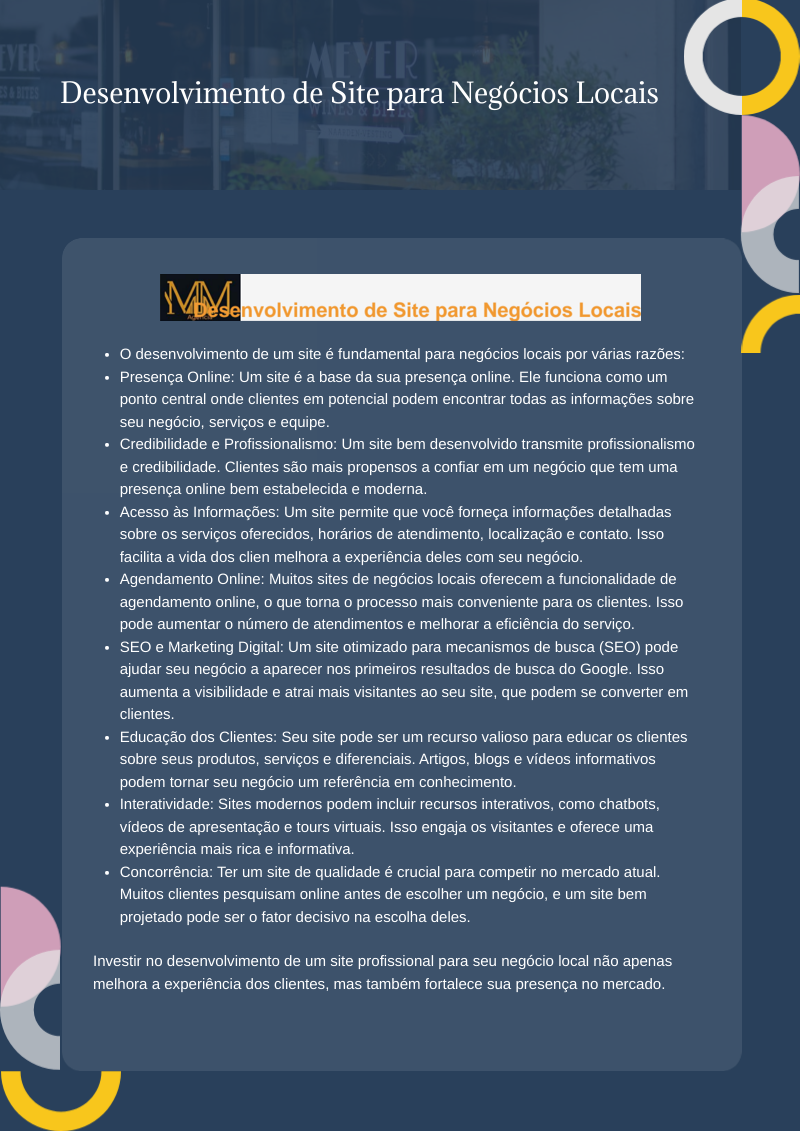 MEYER
WINES & BITES
Desenvolvimento de Site para Negócios Locais
MM
Desenvolvimento de Site para Negócios Locais
• O desenvolvimento de um site é fundamental para negócios locais por várias razões:
• Presença Online: Um site é a base da sua presença online. Ele funciona como um
ponto central onde clientes em potencial podem encontrar todas as informações sobre
seu negócio, serviços e equipe.
• Credibilidade e Profissionalismo: Um site bem desenvolvido transmite profissionalismo
e credibilidade. Clientes são mais propensos a confiar em um negócio que tem uma
presença online bem estabelecida e moderna.
• Acesso às Informações: Um site permite que você forneça informações detalhadas
sobre os serviços oferecidos, horários de atendimento, localização e contato. Isso
facilita a vida dos clien melhora a experiência deles com seu negócio.
• Agendamento Online: Muitos sites de negócios locais oferecem a funcionalidade de
agendamento online, o que torna o processo mais conveniente para os clientes. Isso
pode aumentar o número de atendimentos e melhorar a eficiência do serviço.
• SEO e Marketing Digital: Um site otimizado para mecanismos de busca (SEO) pode
ajudar seu negócio a aparecer nos primeiros resultados de busca do Google. Isso
aumenta a visibilidade e atrai mais visitantes ao seu site, que podem se converter em
clientes.
• Educação dos Clientes: Seu site pode ser um recurso valioso para educar os clientes
sobre seus produtos, serviços e diferenciais. Artigos, blogs e vídeos informativos
podem tornar seu negócio um referência em conhecimento.
• Interatividade: Sites modernos podem incluir recursos interativos, como chatbots,
vídeos de apresentação e tours virtuais. Isso engaja os visitantes e oferece uma
experiência mais rica e informativa.
• Concorrência: Ter um site de qualidade é crucial para competir no mercado atual.
Muitos clientes pesquisam online antes de escolher um negócio, e um site bem
projetado pode ser o fator decisivo na escolha deles.
Investir no desenvolvimento de um site profissional para seu negócio local não apenas
melhora a experiência dos clientes, mas também fortalece sua presença no mercado.